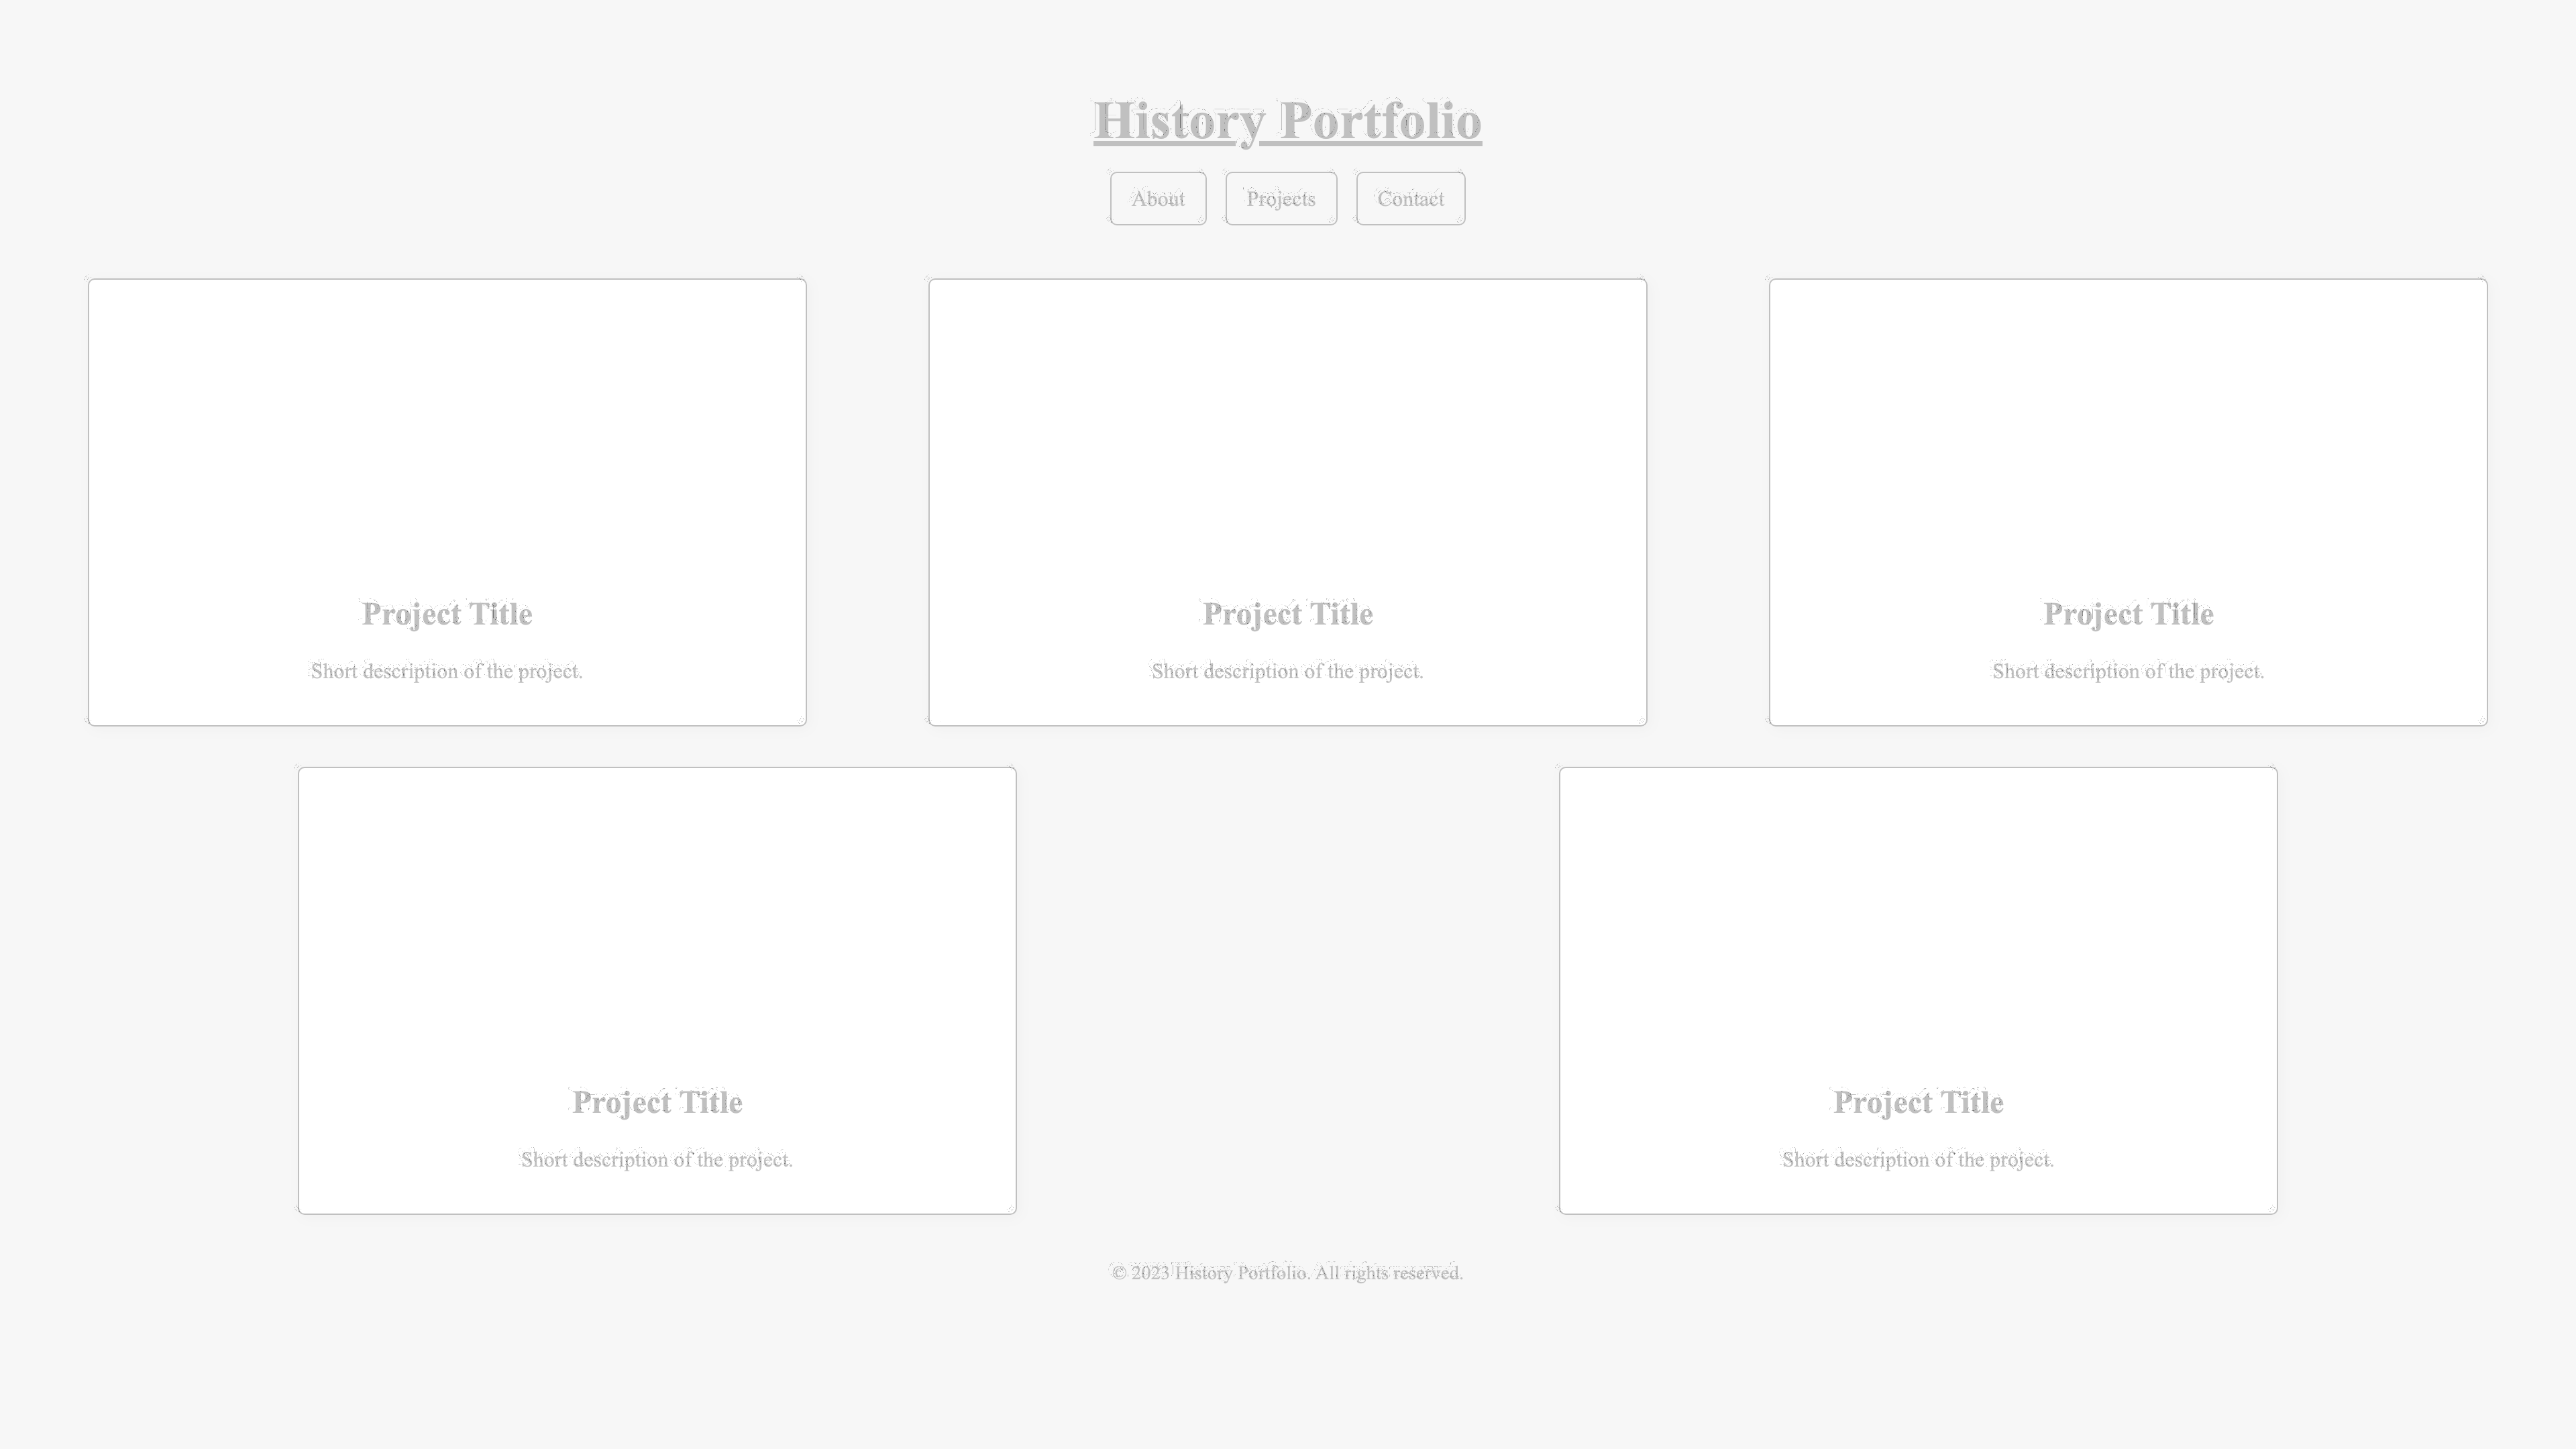 History Portfolio
About Projects Contact
Project Title Project Title Project Title
Short description of the project. Short description of the project. Short description of the project.
Project Title Project Title
Short description of the project. Short description of the project.
© 2023 History Portfolio. All rights reserved.